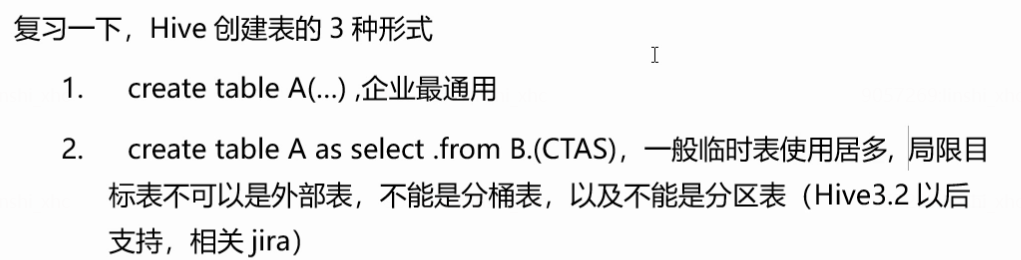 复习一下，Hive 创建表的 3 种形式
1. create table A(...) ,企业最通用
2. create table A as select .from B.(CTAS)，一般临时表使用居多, 局限目
标表不可以是外部表，不能是分桶表，以及不能是分区表（Hive3.2 以后
支持，相关 jira）